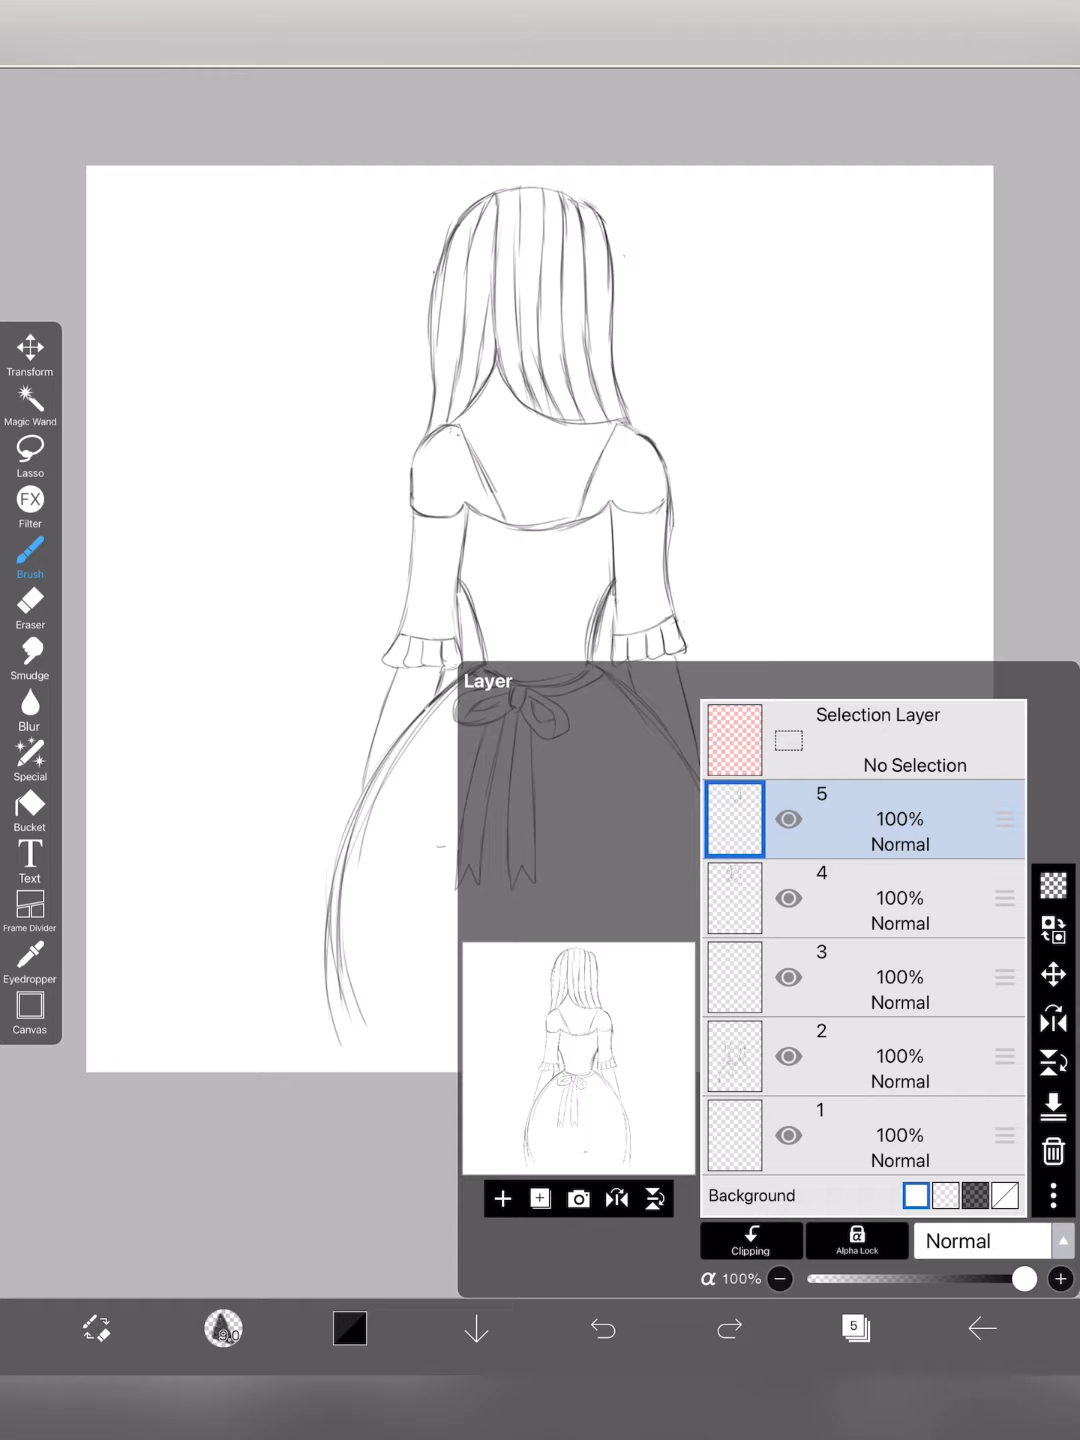 Transform
Magic Wand
Lasso
FX
Filter
Brush
Eraser
Smudge
Blur
Special
Bucket
T
Text
Frame Divider
Eyedropper
Canvas
Layer
Selection Layer
No Selection
5
100%
Normal
4
100%
Normal
3
100%
Normal
2
100%
Normal
1
100%
Normal
Background
Clipping
α
Alpha Lock
Normal
α 100%
9.0
5